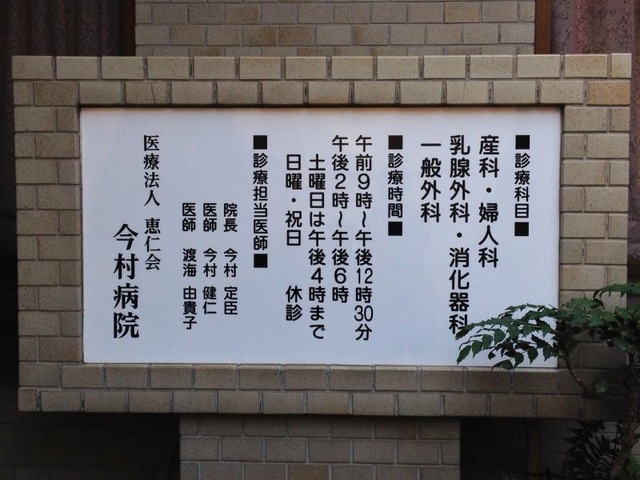 ■診療科目■
産科・婦人科
乳腺外科・消化器科
一般外科
■診療時間■
午前9時～午後12時30分
午後2時～午後6時
土曜日は午後4時まで
日曜・祝日 休診
■診療担当医師■
院長 今村 定臣
医師 今村 健仁
医師 渡海 由貴子
医療法人 恵仁会
今村病院